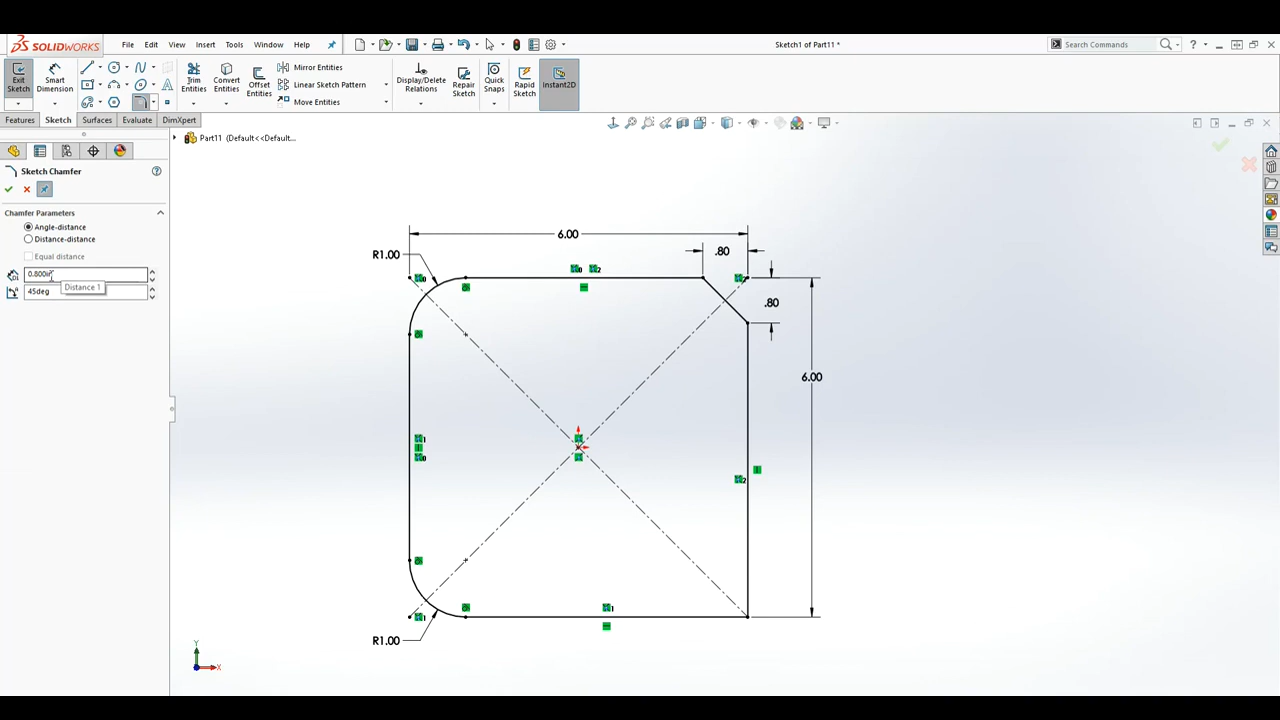 SOLIDWORKS File Edit View Insert Tools Window Help Sketch1 of Part11 * Search Commands
Exit Sketch
Smart Dimension
Trim Entities
Convert Entities
Offset Entities
Mirror Entities
Linear Sketch Pattern
Move Entities
Display/Delete Relations
Repair Sketch
Quick Snaps
Rapid Sketch
Instant2D
Features Sketch Surfaces Evaluate DimXpert
Part11 (Default<<Default...
Sketch Chamfer
Chamfer Parameters
Angle-distance
Distance-distance
Equal distance
0.800in
Distance 1
45deg
6.00
.80
R1.00
.80
6.00
R1.00
Y
X